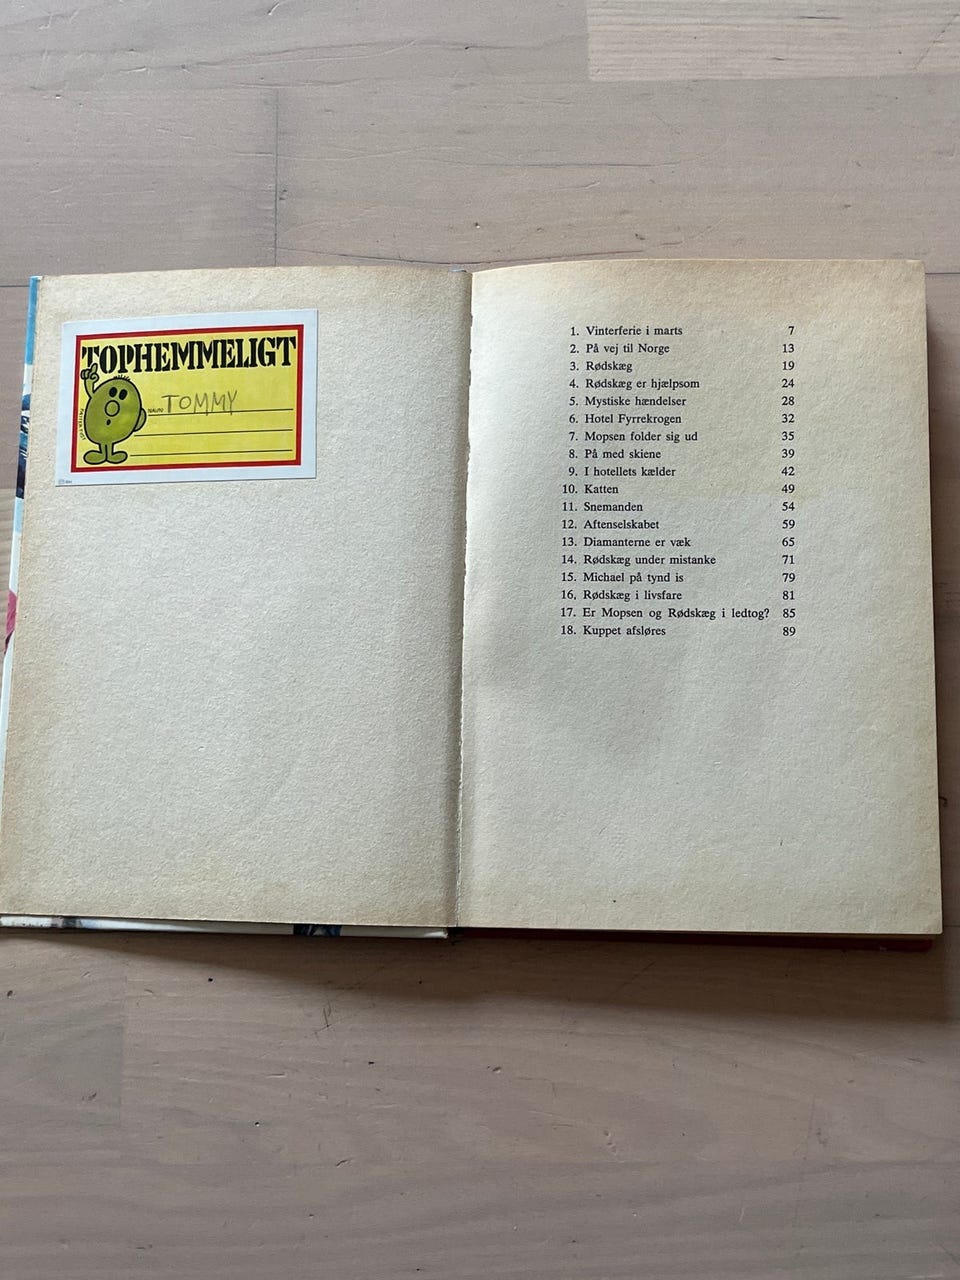 TOPHEMMELIGT
NAVN TOMMY
1. Vinterferie i marts 7
2. På vej til Norge 13
3. Rødskæg 19
4. Rødskæg er hjælpsom 24
5. Mystiske hændelser 28
6. Hotel Fyrrekrogen 32
7. Mopsen folder sig ud 35
8. På med skiene 39
9. I hotellets kælder 42
10. Katten 49
11. Snemanden 54
12. Aftenselskabet 59
13. Diamanterne er væk 65
14. Rødskæg under mistanke 71
15. Michael på tynd is 79
16. Rødskæg i livsfare 81
17. Er Mopsen og Rødskæg i ledtog? 85
18. Kuppet afsløres 89